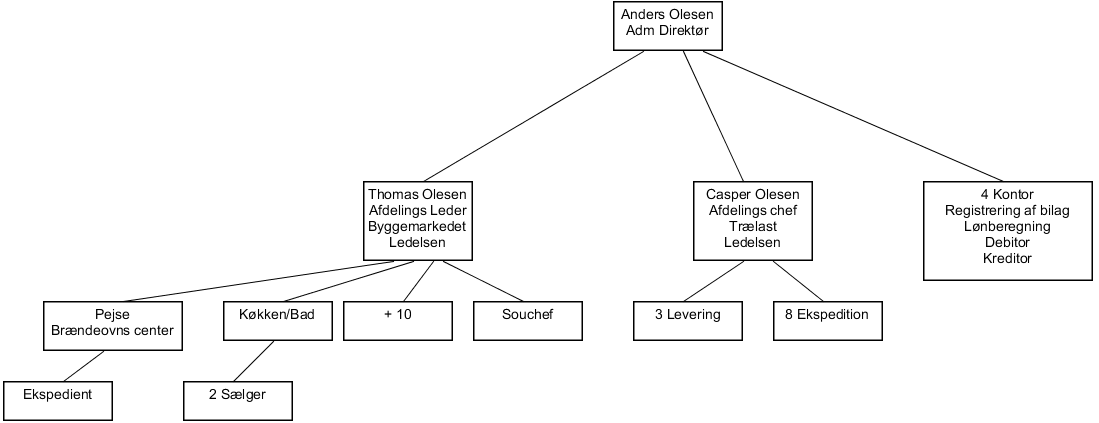 Anders Olesen
Adm Direktør
Thomas Olesen
Afdelings Leder
Byggemarkedet
Ledelsen
Casper Olesen
Afdelings chef
Trælast
Ledelsen
4 Kontor
Registrering af bilag
Lønberegning
Debitor
Kreditor
Pejse
Brændeovns center
Køkken/Bad
+ 10
Souchef
3 Levering
8 Ekspedition
Ekspedient
2 Sælger